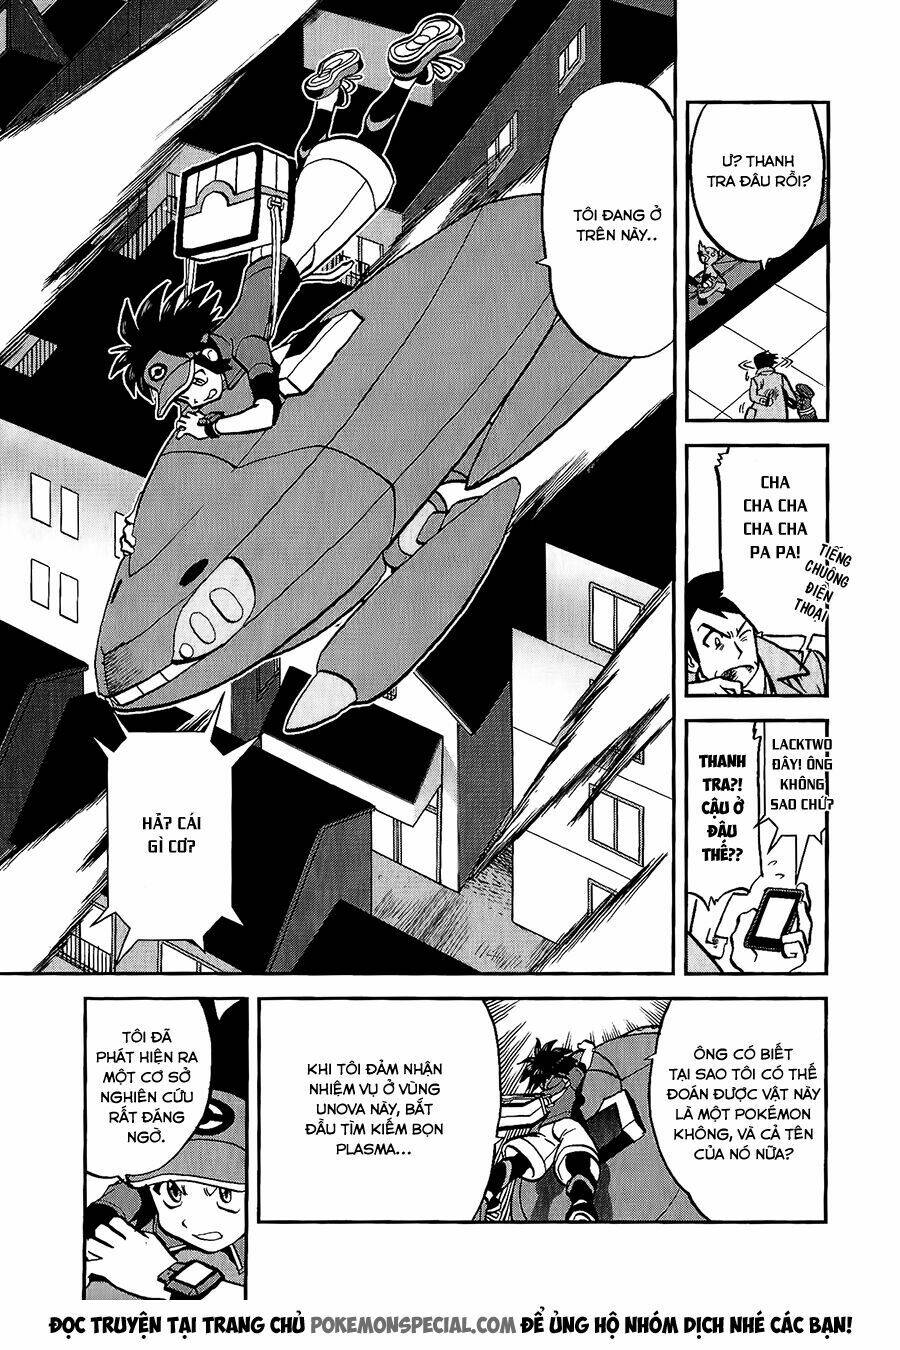 Ư? THANH
TRA ĐÂU RỒI?
TÔI ĐANG Ở
TRÊN NÀY..
CHA
CHA CHA
CHA CHA
PA PA!
TIẾNG
CHUÔNG
ĐIỆN
THOẠI
LACKTWO
ĐÂY! ÔNG
KHÔNG
SAO CHỨ?
THANH
TRA?!
CẬU Ở
ĐÂU
THẾ??
HẢ? CÁI
GÌ CƠ?
ÔNG CÓ BIẾT
TẠI SAO TÔI CÓ THỂ
ĐOÁN ĐƯỢC VẬT NÀY
LÀ MỘT POKÉMON
KHÔNG, VÀ CẢ TÊN
CỦA NÓ NỮA?
KHI TÔI ĐẢM NHẬN
NHIỆM VỤ Ở VÙNG
UNOVA NÀY, BẮT
ĐẦU TÌM KIẾM BỌN
PLASMA...
TÔI ĐÃ
PHÁT HIỆN RA
MỘT CƠ SỞ
NGHIÊN CỨU
RẤT ĐÁNG
NGỜ.
ĐỌC TRUYỆN TẠI TRANG CHỦ POKEMONSPECIAL.COM ĐỂ ỦNG HỘ NHÓM DỊCH NHÉ CÁC BẠN!